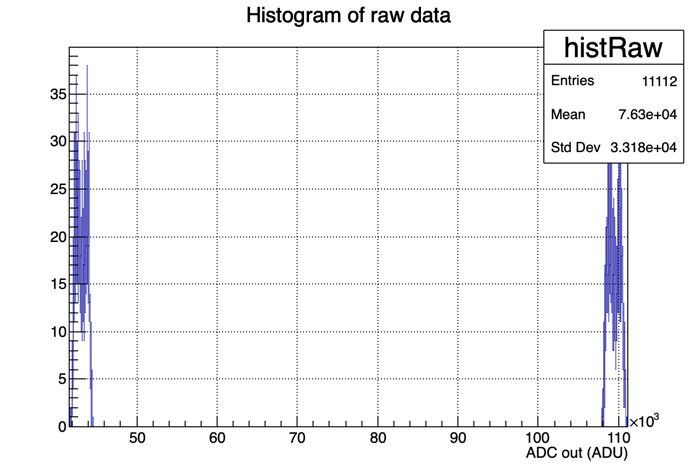 Histogram of raw data
histRaw
Entries 11112
Mean 7.63e+04
Std Dev 3.318e+04
35
30
25
20
15
10
5
0
50 60 70 80 90 100 110 ×10³
ADC out (ADU)